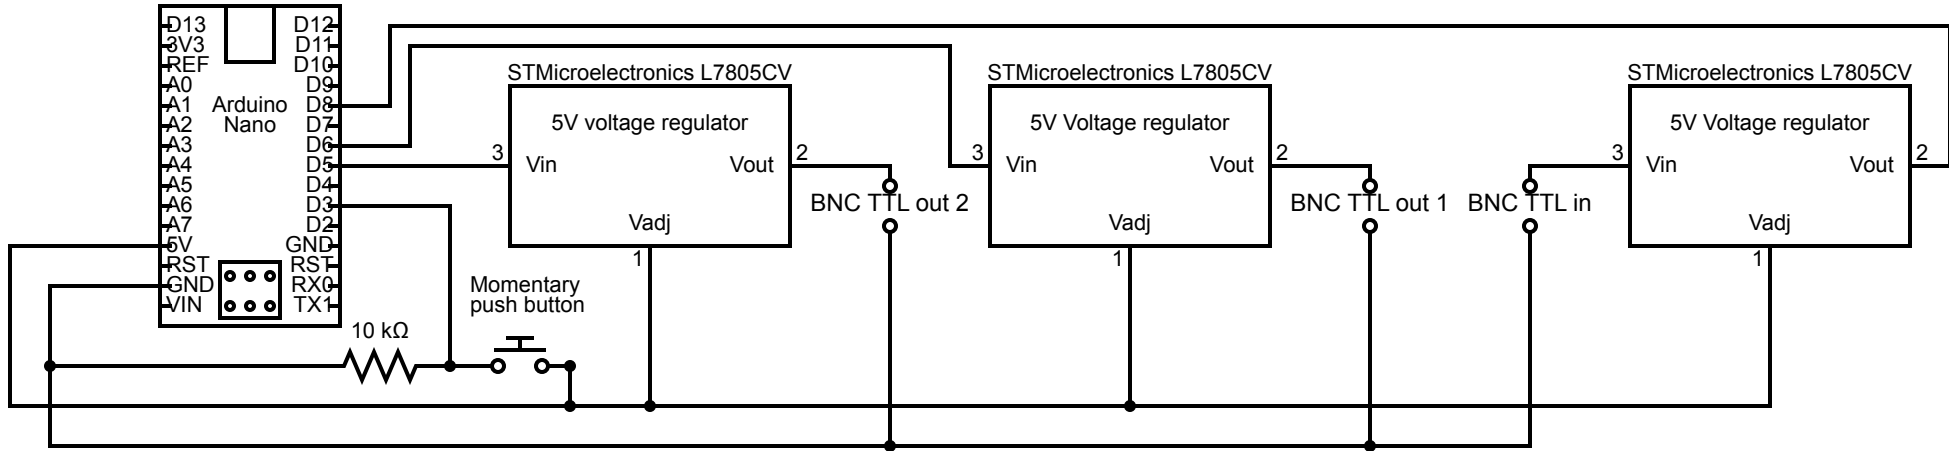 D13
3V3
REF
A0
A1
A2
A3
A4
A5
A6
A7
5V
RST
GND
VIN
Arduino
Nano
D12
D11
D10
D9
D8
D7
D6
D5
D4
D3
D2
GND
RST
RX0
TX1
10 kΩ
Momentary
push button
STMicroelectronics L7805CV
5V voltage regulator
3
Vin
Vout
2
Vadj
1
BNC TTL out 2
STMicroelectronics L7805CV
5V Voltage regulator
3
Vin
Vout
2
Vadj
1
BNC TTL out 1
BNC TTL in
STMicroelectronics L7805CV
5V Voltage regulator
3
Vin
Vout
2
Vadj
1